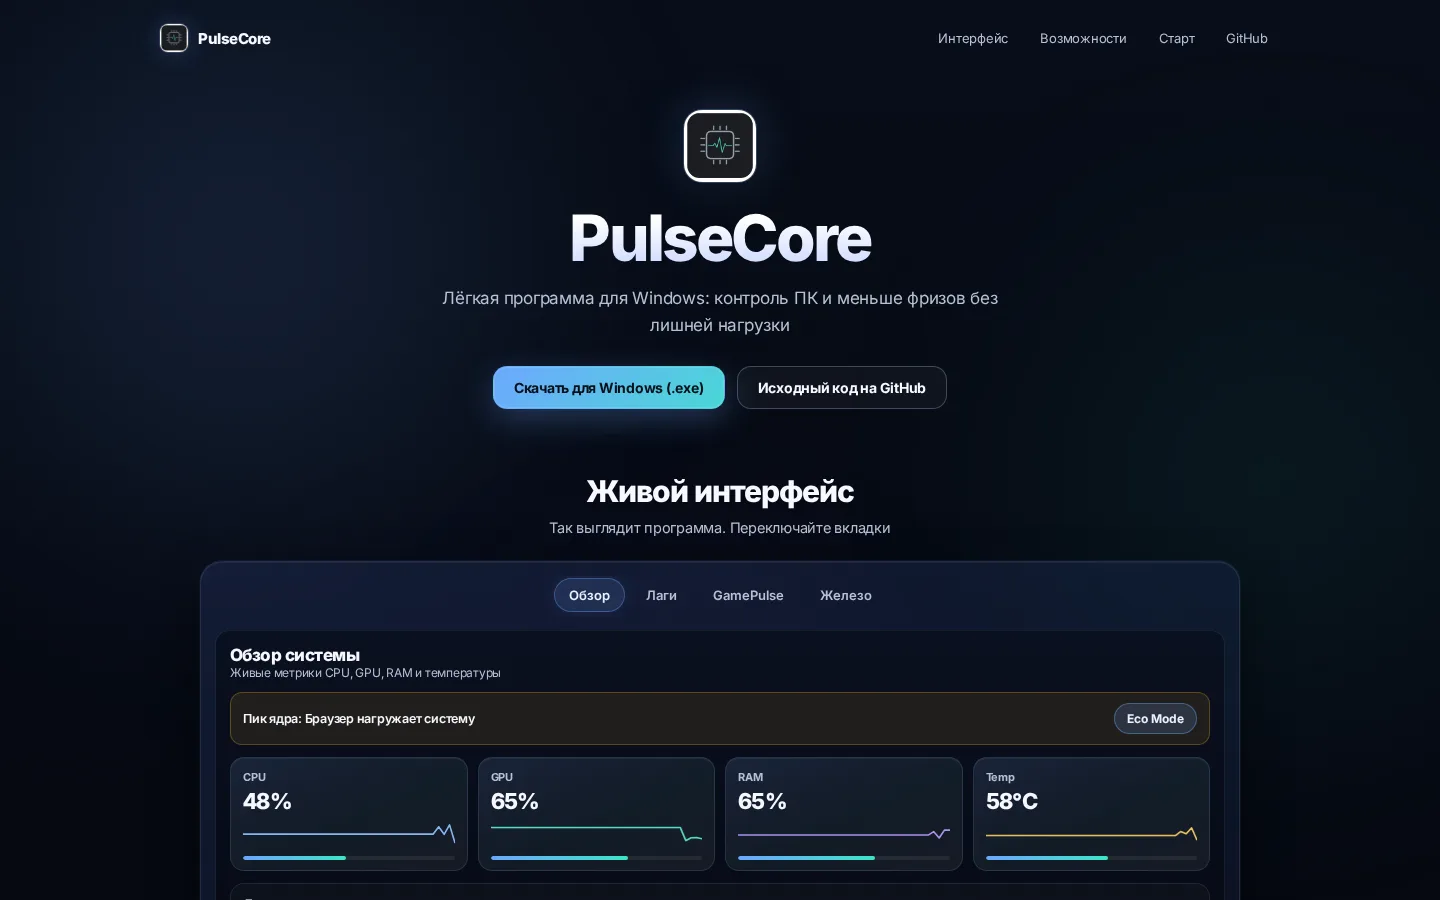 PulseCore
Интерфейс
Возможности
Старт
GitHub
PulseCore
Лёгкая программа для Windows: контроль ПК и меньше фризов без
лишней нагрузки
Скачать для Windows (.exe)
Исходный код на GitHub
Живой интерфейс
Так выглядит программа. Переключайте вкладки
Обзор
Лаги
GamePulse
Железо
Обзор системы
Живые метрики CPU, GPU, RAM и температуры
Пик ядра: Браузер нагружает систему
Eco Mode
CPU
48%
GPU
65%
RAM
65%
Temp
58°C